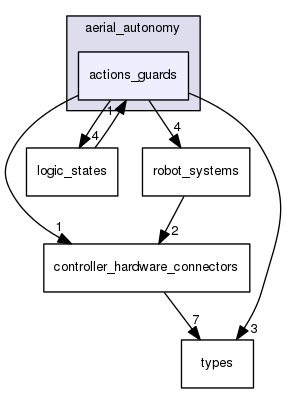 aerial_autonomy
actions_guards
1
4
4
logic_states
robot_systems
1
2
controller_hardware_connectors
7
3
types